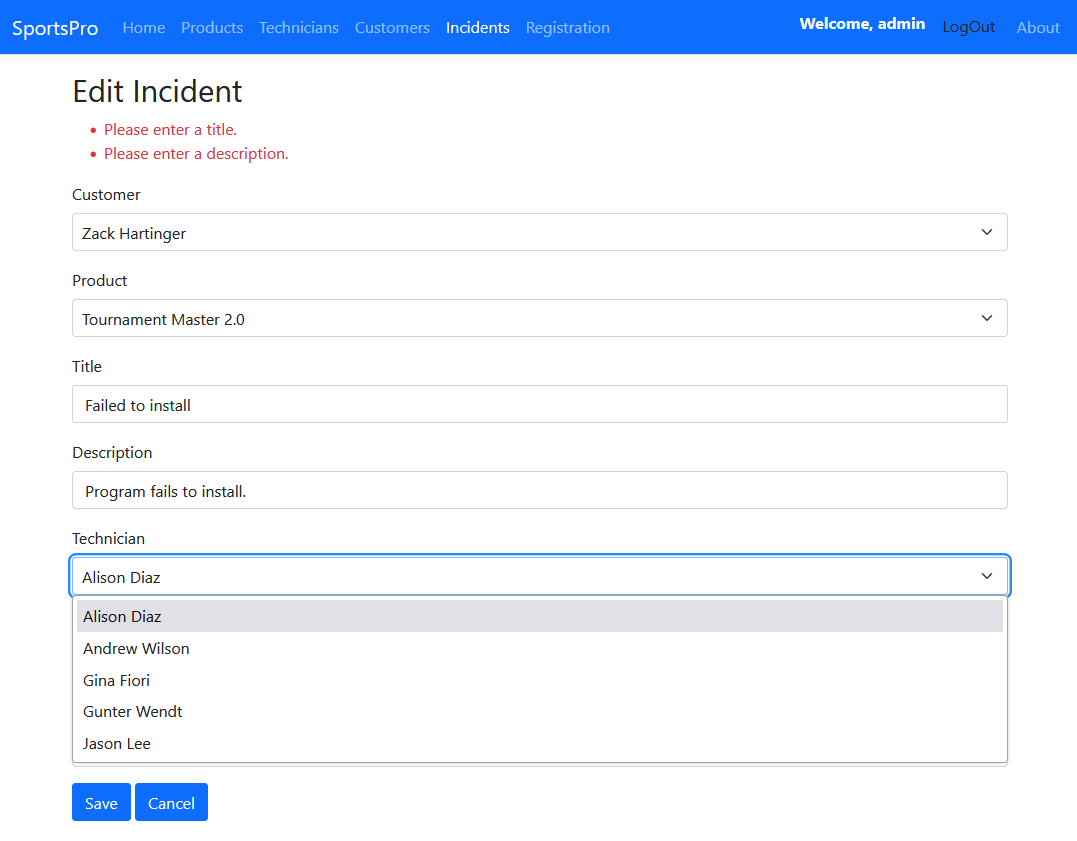 SportsPro Home Products Technicians Customers Incidents Registration Welcome, admin LogOut About
Edit Incident
Please enter a title.
Please enter a description.
Customer
Zack Hartinger
Product
Tournament Master 2.0
Title
Failed to install
Description
Program fails to install.
Technician
Alison Diaz
Alison Diaz
Andrew Wilson
Gina Fiori
Gunter Wendt
Jason Lee
Save Cancel